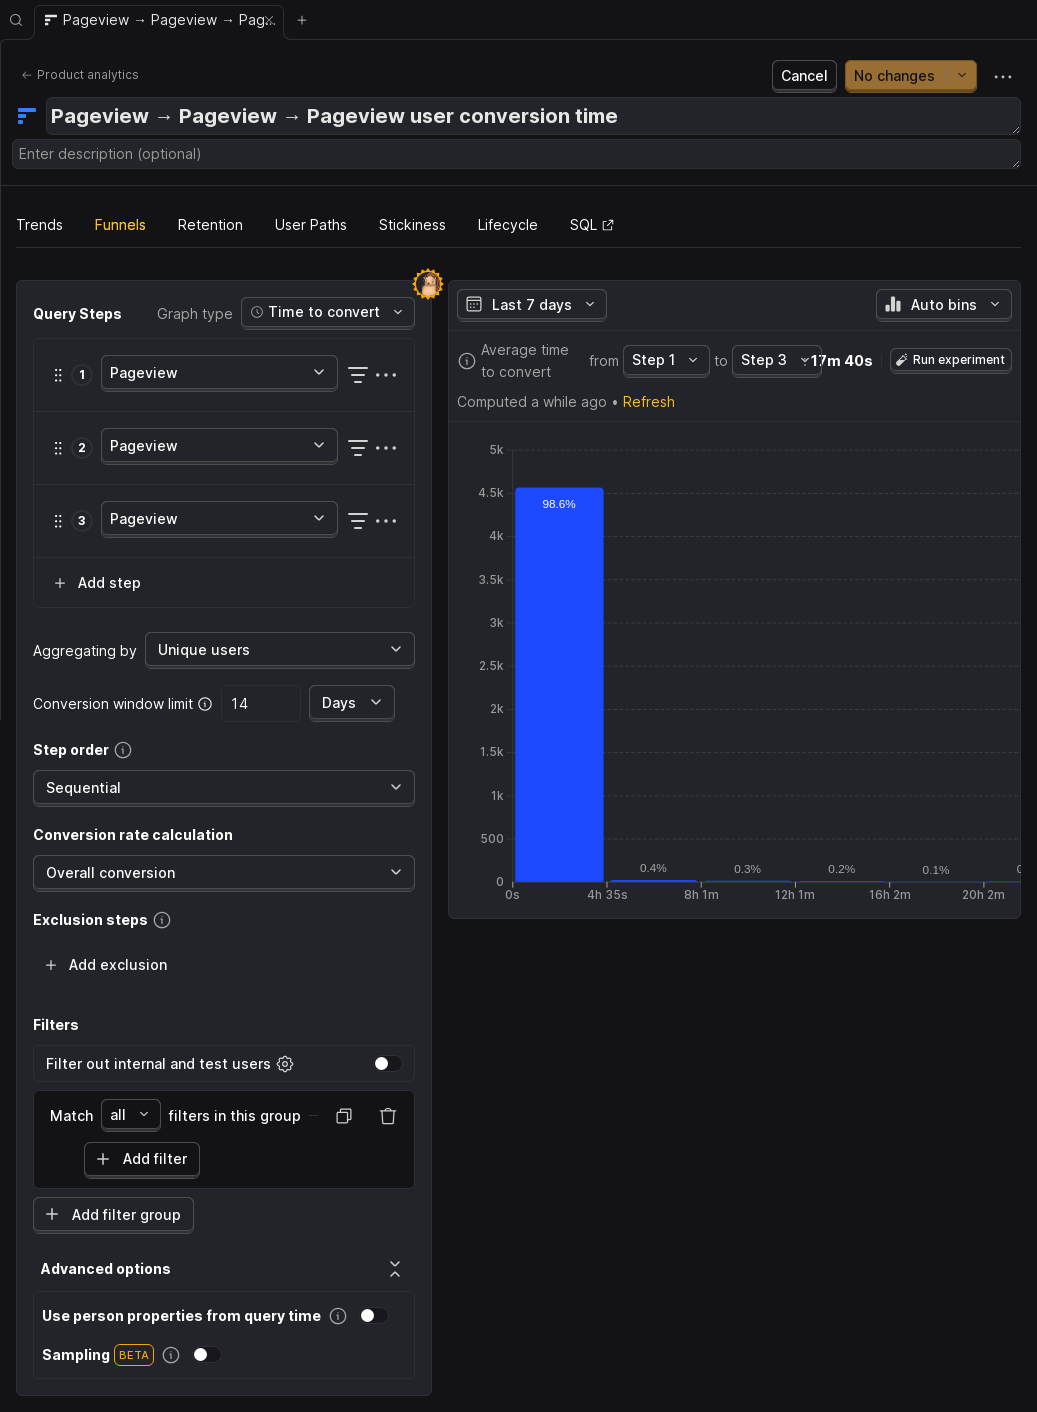 Pageview → Pageview → Pag...
Product analytics
Cancel
No changes
Pageview → Pageview → Pageview user conversion time
Enter description (optional)
Trends
Funnels
Retention
User Paths
Stickiness
Lifecycle
SQL
Query Steps
Graph type
Time to convert
1
Pageview
2
Pageview
3
Pageview
Add step
Aggregating by
Unique users
Conversion window limit
14
Days
Step order
Sequential
Conversion rate calculation
Overall conversion
Exclusion steps
Add exclusion
Filters
Filter out internal and test users
Match
all
filters in this group
Add filter
Add filter group
Advanced options
Use person properties from query time
Sampling
BETA
Last 7 days
Auto bins
Average time
to convert
from
Step 1
to
Step 3
17m 40s
Run experiment
Computed a while ago • Refresh
5k
4.5k
4k
3.5k
3k
2.5k
2k
1.5k
1k
500
0
98.6%
0.4%
0.3%
0.2%
0.1%
0s
4h 35s
8h 1m
12h 1m
16h 2m
20h 2m